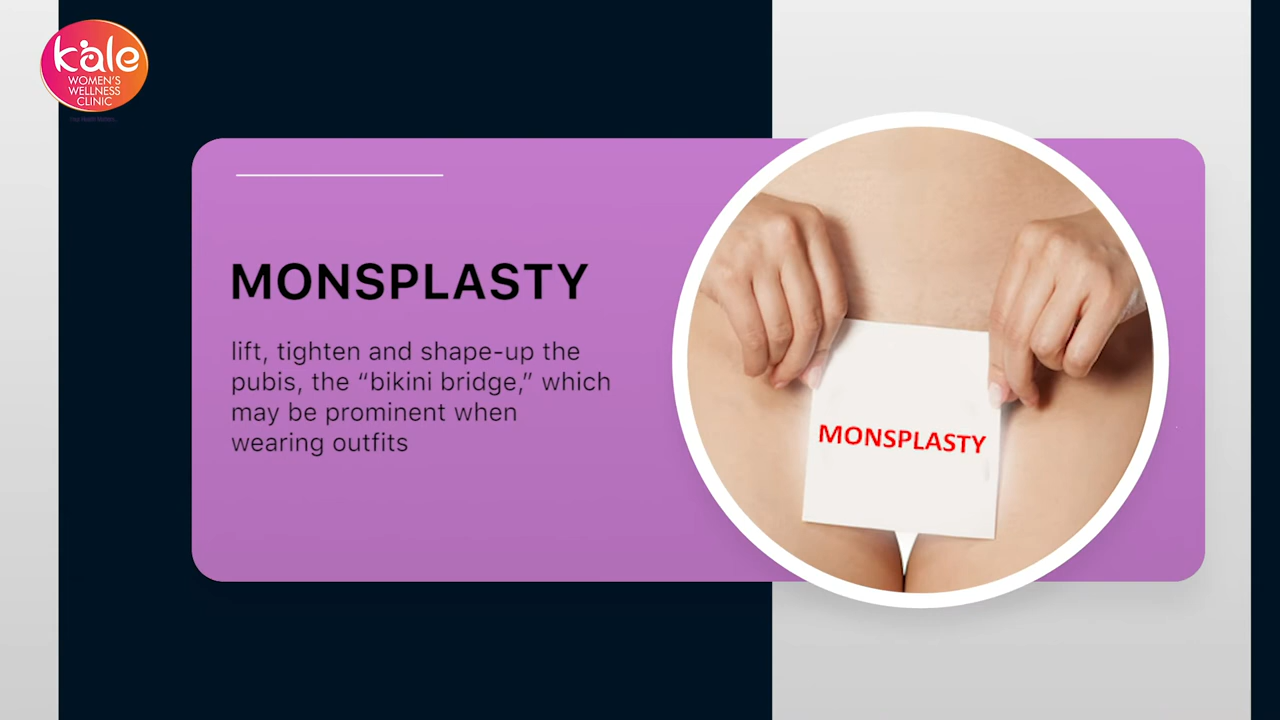 kale
WOMEN'S
WELLNESS
CLINIC
MONSPLASTY
lift, tighten and shape-up the
pubis, the “bikini bridge,” which
may be prominent when
wearing outfits
MONSPLASTY